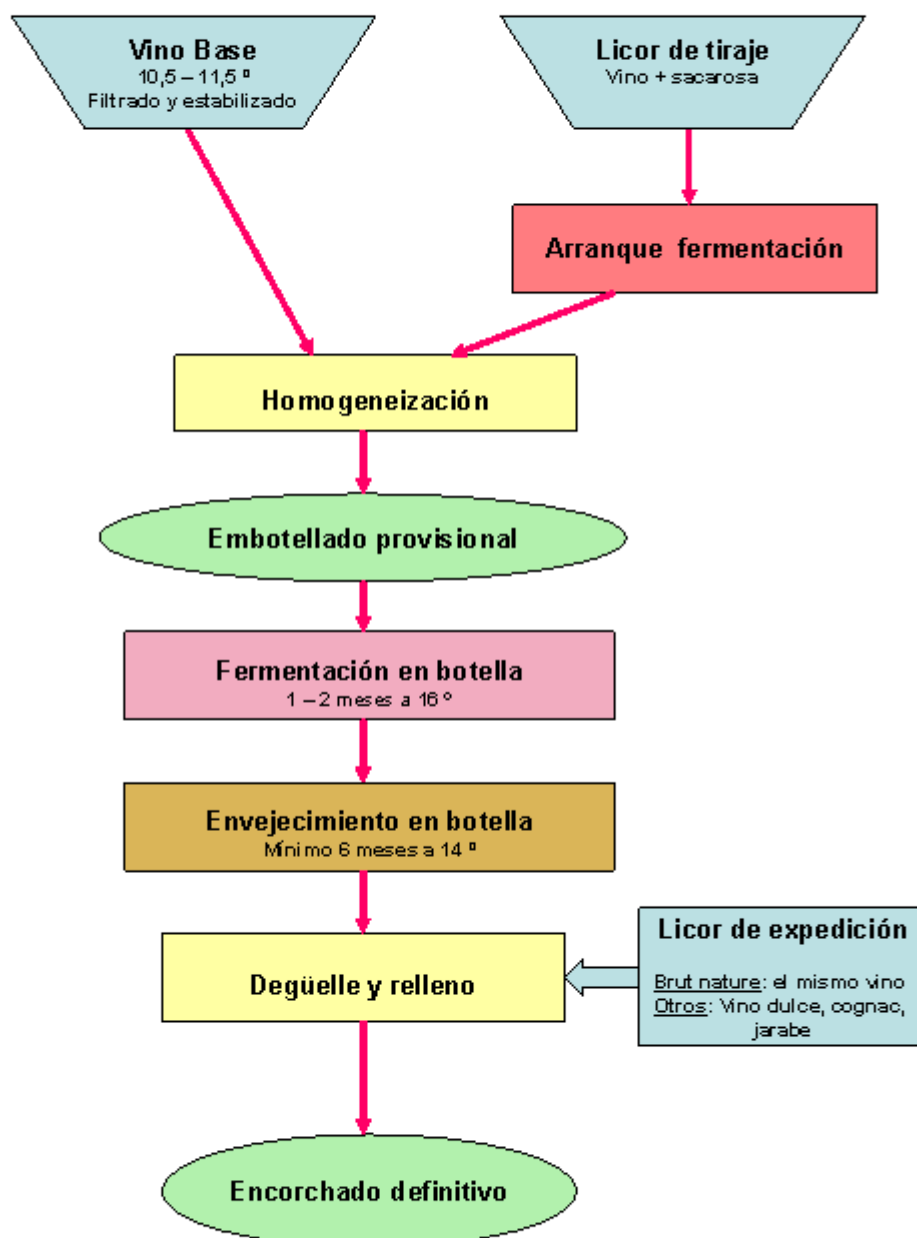 Vino Base
10,5 – 11,5 º
Filtrado y estabilizado
Licor de tiraje
Vino + sacarosa
Arranque fermentación
Homogeneización
Embotellado provisional
Fermentación en botella
1 – 2 meses a 16 º
Envejecimiento en botella
Mínimo 6 meses a 14 º
Degüelle y relleno
Licor de expedición
Brut nature: el mismo vino
Otros: Vino dulce, cognac,
jarabe
Encorchado definitivo